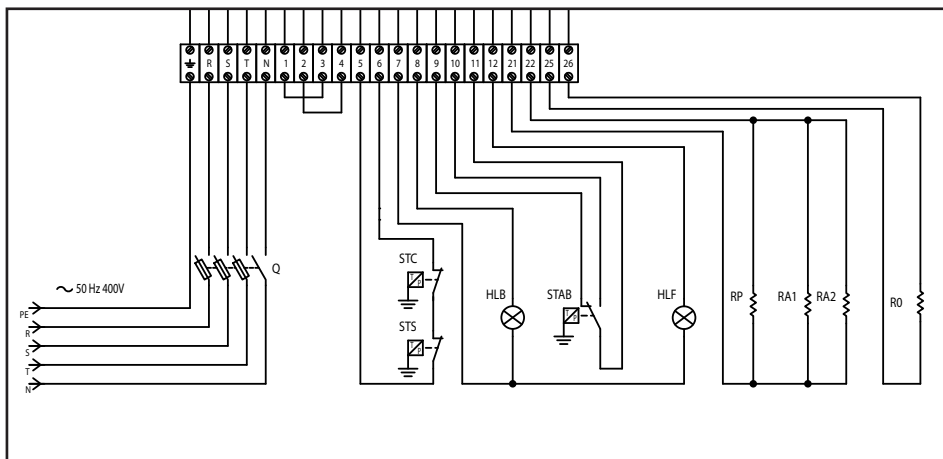 R S T N 1 2 3 4 5 6 7 8 9 10 11 12 21 22 25 26
Q
STC
T P
∼ 50 Hz 400V
HLB
STAB
T P
HLF
RP
RA1
RA2
R0
PE
R
STS
T P
S
T
N